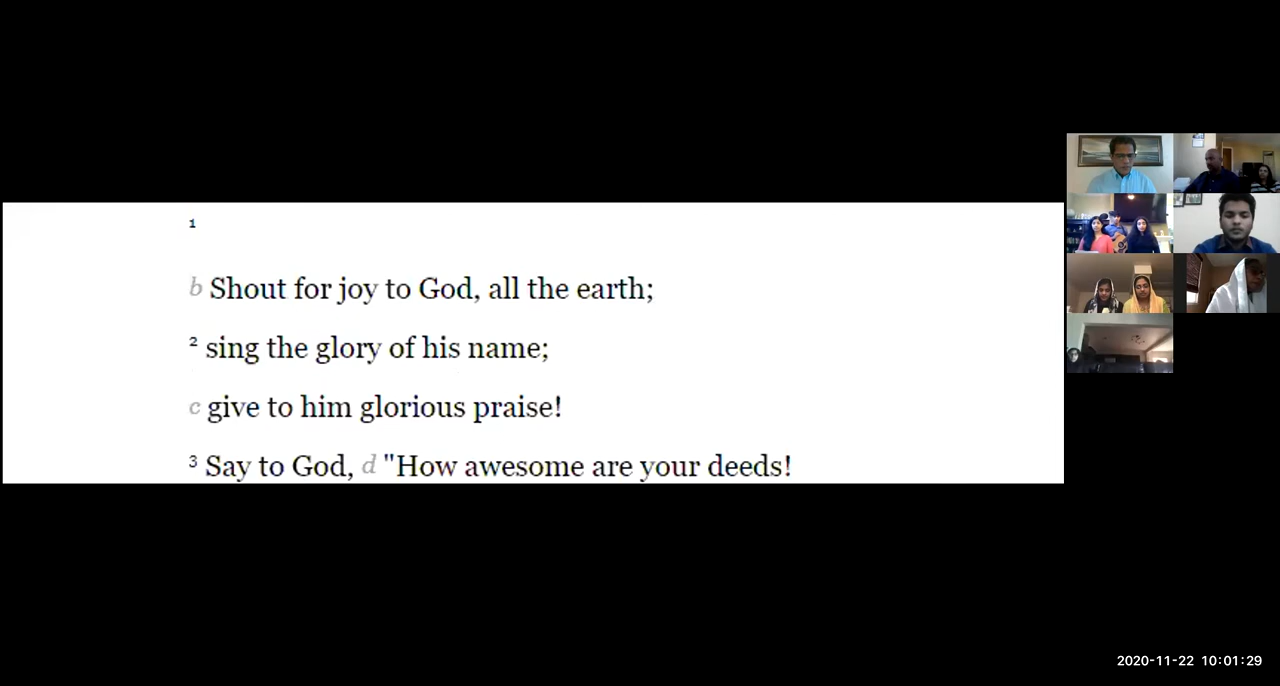 1
b Shout for joy to God, all the earth;
2 sing the glory of his name;
c give to him glorious praise!
3 Say to God, d "How awesome are your deeds!
2020-11-22 10:01:29